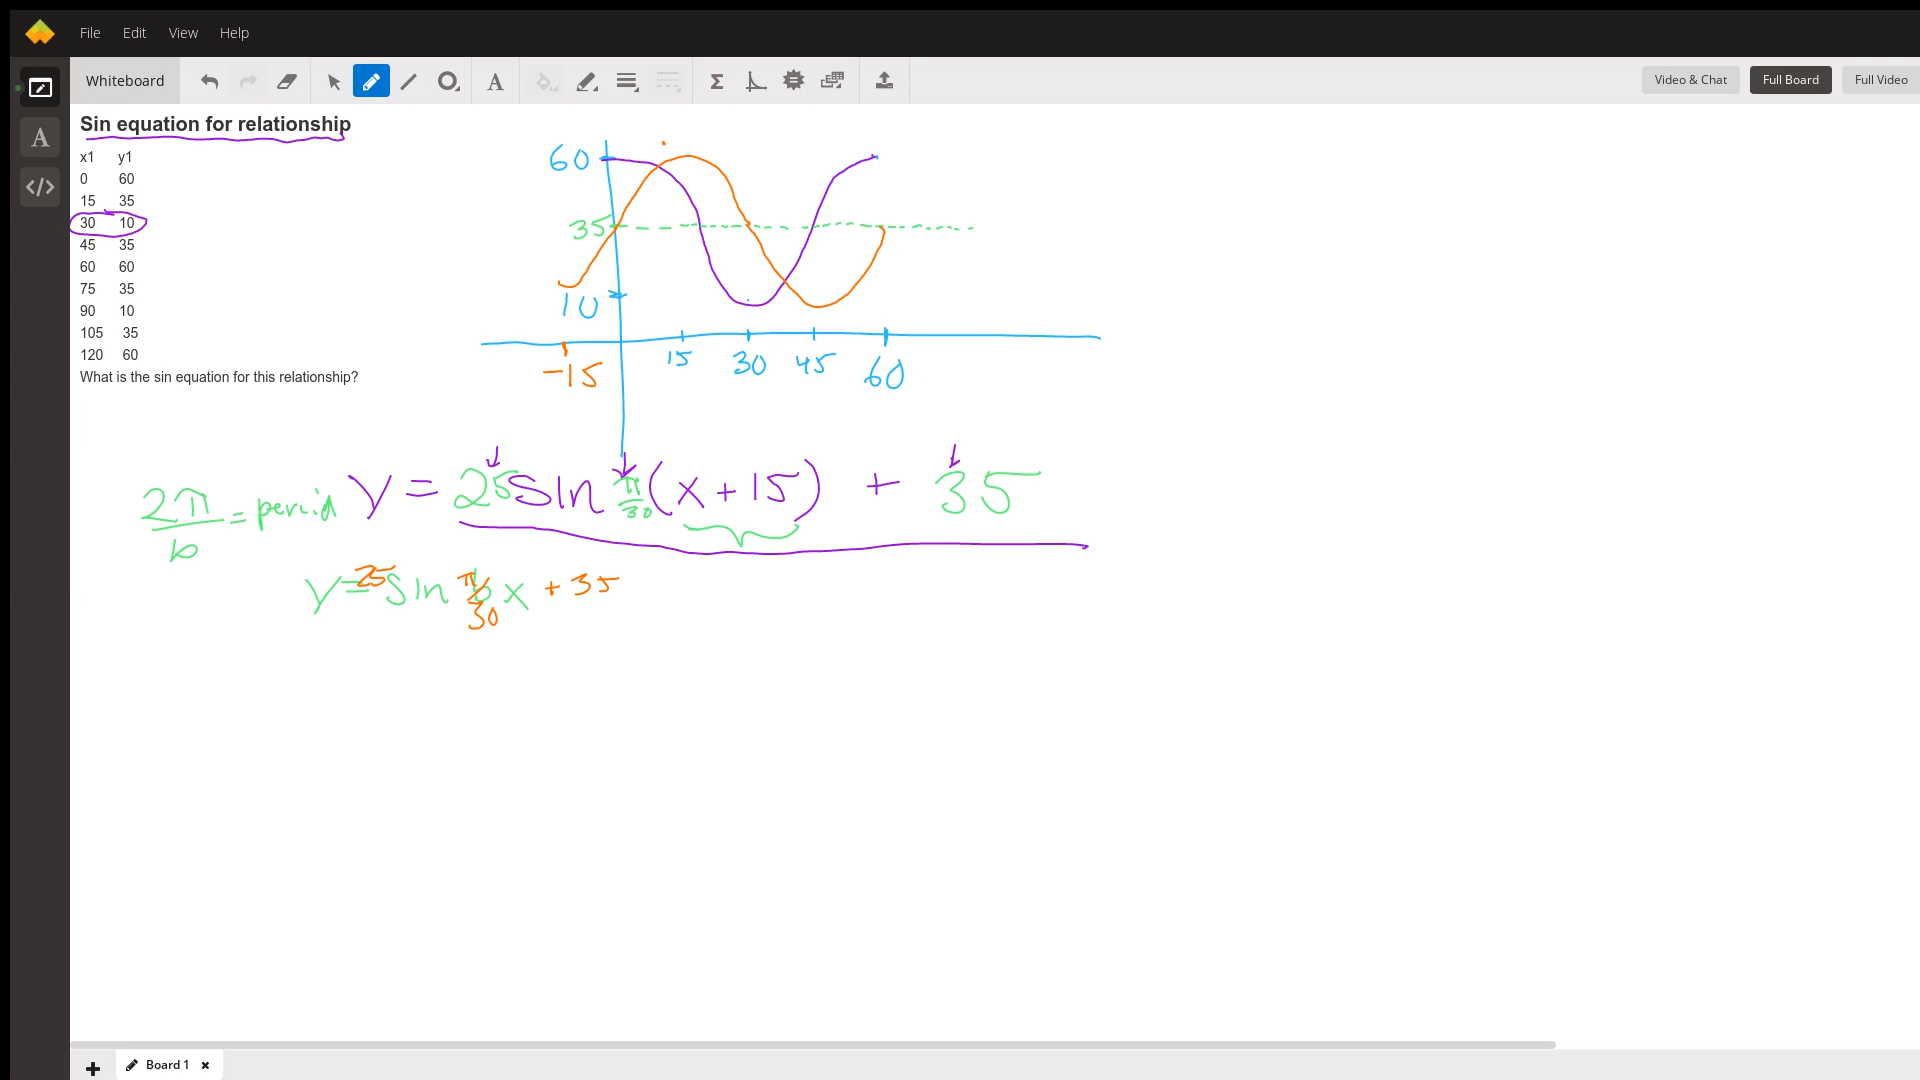 File Edit View Help
Whiteboard A Σ Video & Chat Full Board Full Video
Sin equation for relationship
x1 y1
0 60
15 35
30 10
45 35
60 60
75 35
90 10
105 35
120 60
What is the sin equation for this relationship?
60
35
10
-15 15 30 45 60
2π/b = period
y = 25 sin π/30 (x + 15) + 35
y = 25 sin π/30 x + 35
Board 1